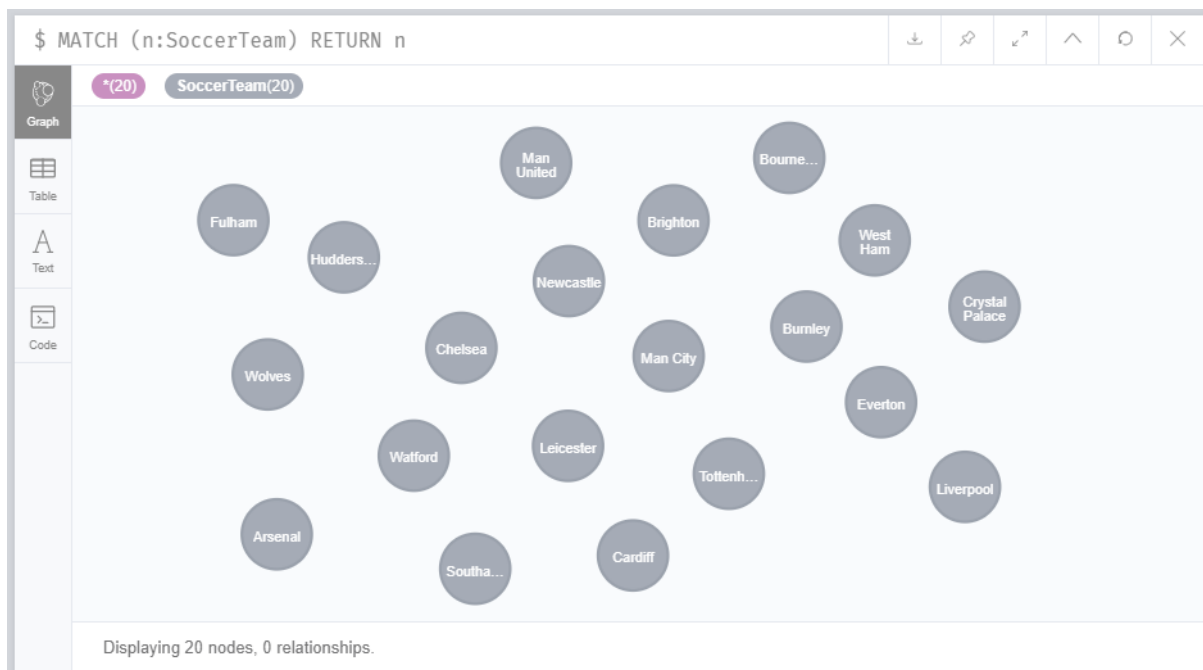 $ MATCH (n:SoccerTeam) RETURN n
*(20) SoccerTeam(20)
Graph
Table
Text
Code
Man
United
Bourne…
Fulham
Brighton
West
Ham
Hudders…
Newcastle
Crystal
Palace
Burnley
Chelsea
Man City
Wolves
Everton
Watford
Leicester
Tottenh…
Liverpool
Arsenal
Southa…
Cardiff
Displaying 20 nodes, 0 relationships.